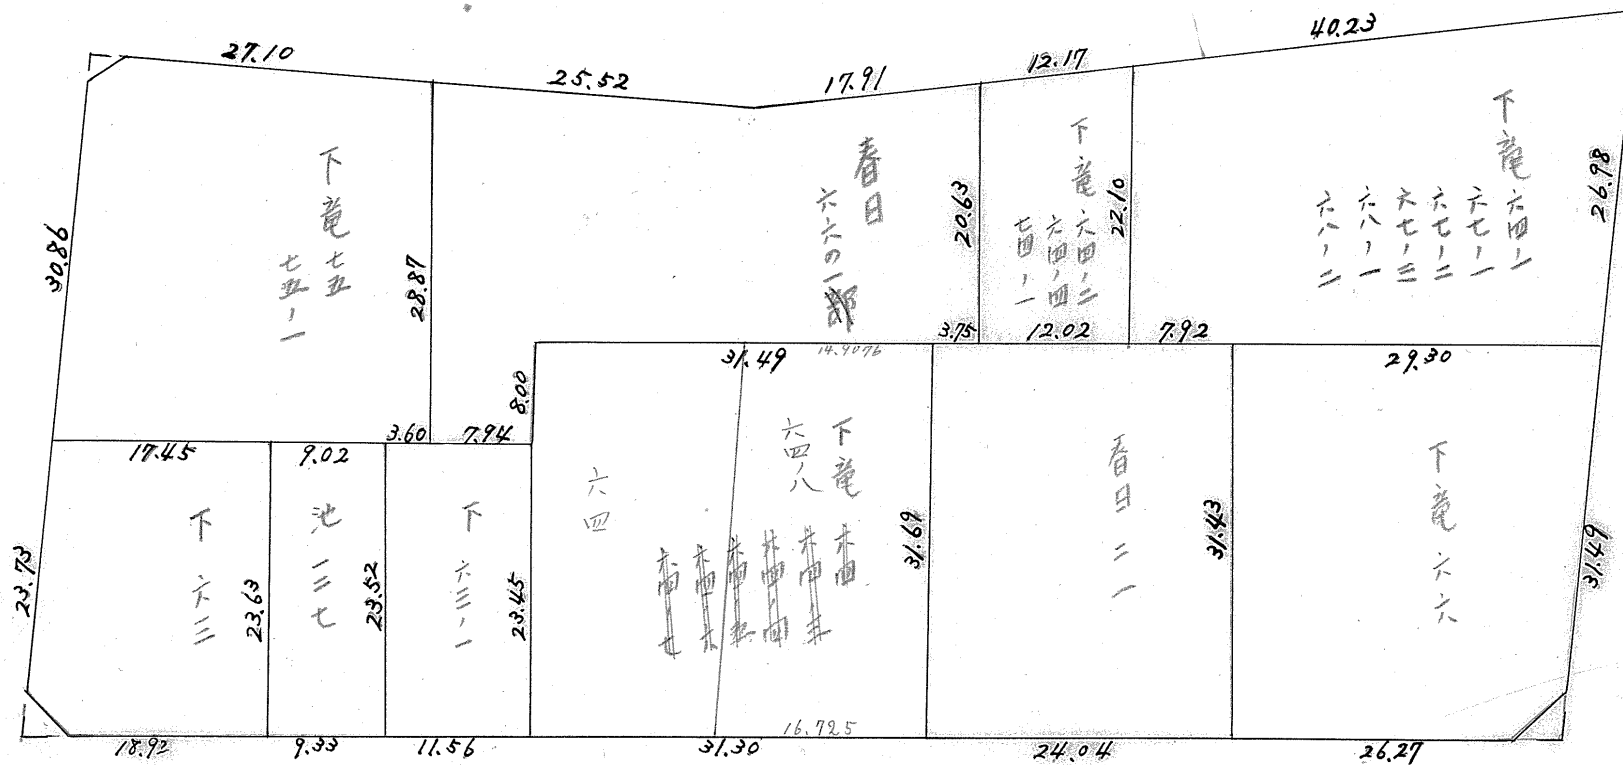 27.10
25.52
17.91
12.17
40.23
30.86
下竜 七五
七五ノ一
28.87
春日
六六の一部
20.63
下竜 六四ノ二
六四ノ四
七四ノ一
22.10
下竜 六四ノ一
六七ノ一
六七ノ二
六七ノ三
六八ノ一
六八ノ二
26.98
3.75
12.02
7.92
31.49
14.9076
29.30
8.00
3.60
7.94
17.45
9.02
23.73
下 六三
23.63
池 一三七
23.52
下 六三ノ一
23.45
六四
下竜 六四
六四ノ八
31.69
春日 二一
31.43
下竜 六六
31.49
18.92
9.33
11.56
31.30
16.725
24.04
26.27